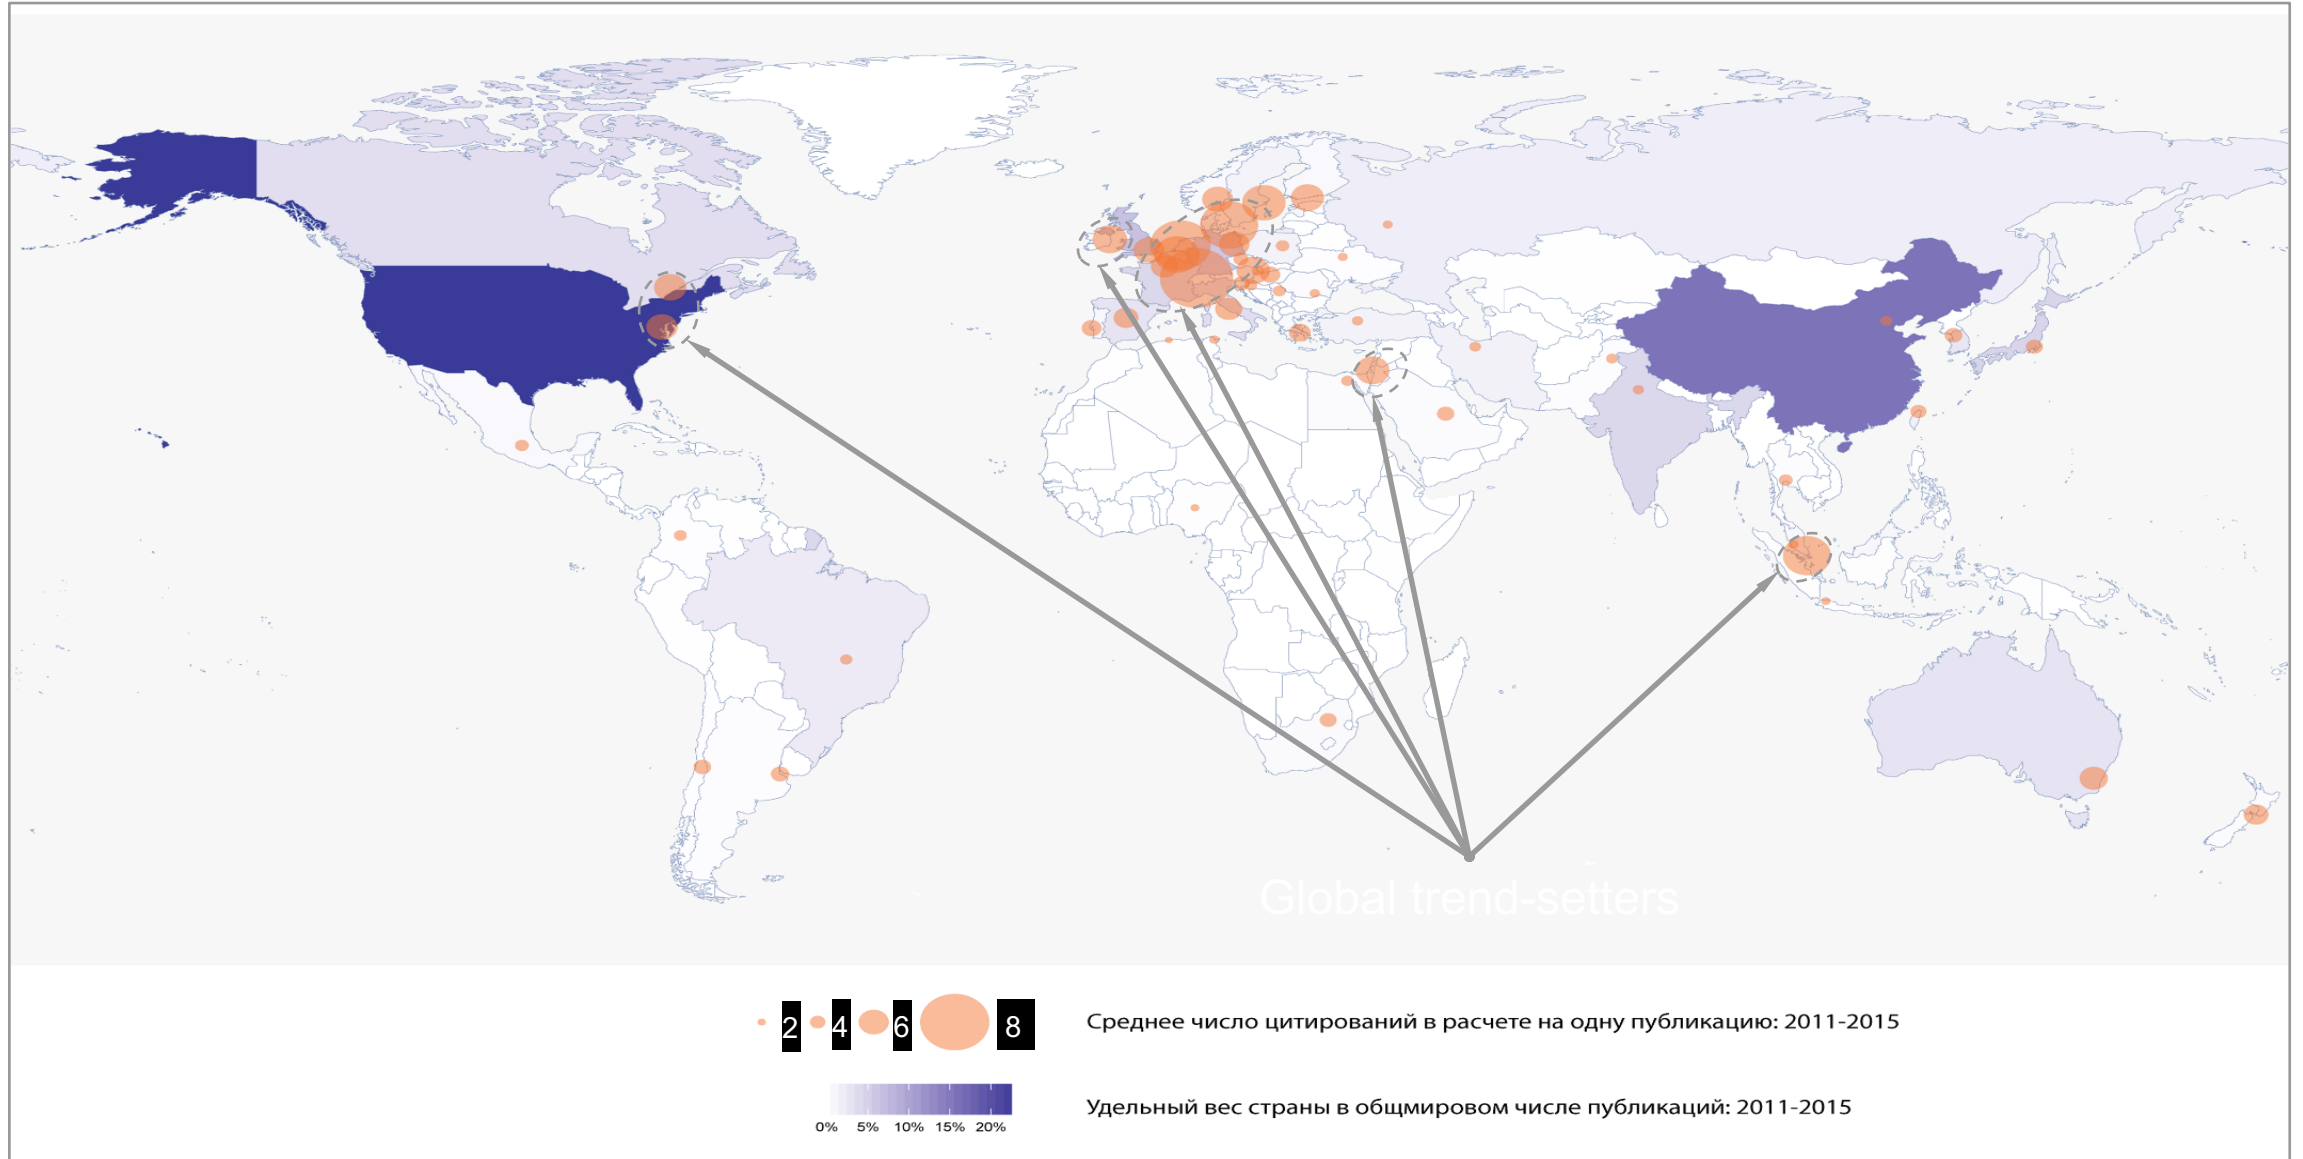 Global trend-setters
2 4 6 8 Среднее число цитирований в расчете на одну публикацию: 2011-2015
Удельный вес страны в общмировом числе публикаций: 2011-2015
0% 5% 10% 15% 20%